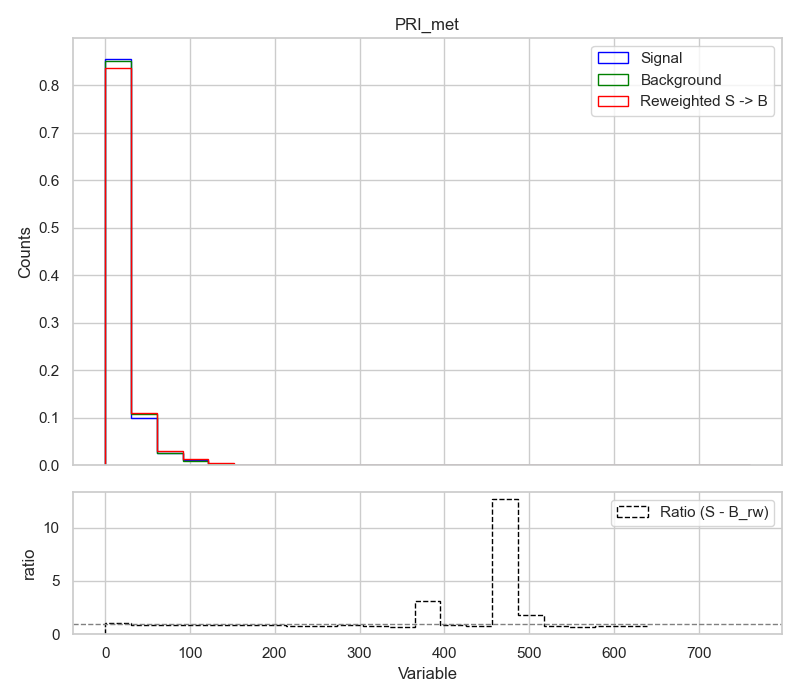 PRI_met
Signal
Background
Reweighted S -> B
0.8
0.7
0.6
0.5
0.4
0.3
0.2
0.1
0.0
Counts
Ratio (S - B_rw)
10
5
0
ratio
0 100 200 300 400 500 600 700
Variable